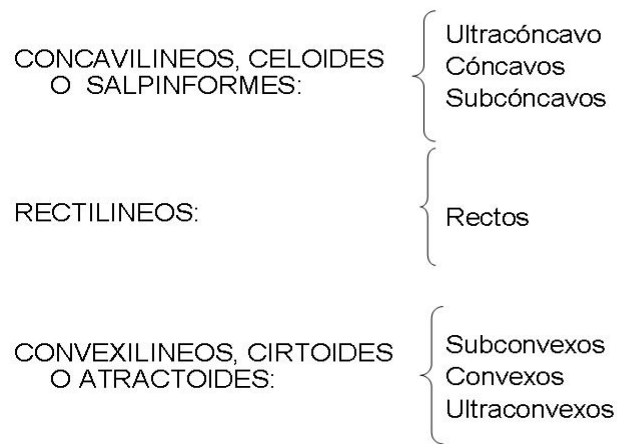 CONCAVILINEOS, CELOIDES
O SALPINFORMES:
Ultracóncavo
Cóncavos
Subcóncavos
RECTILINEOS:
Rectos
CONVEXILINEOS, CIRTOIDES
O ATRACTOIDES:
Subconvexos
Convexos
Ultraconvexos